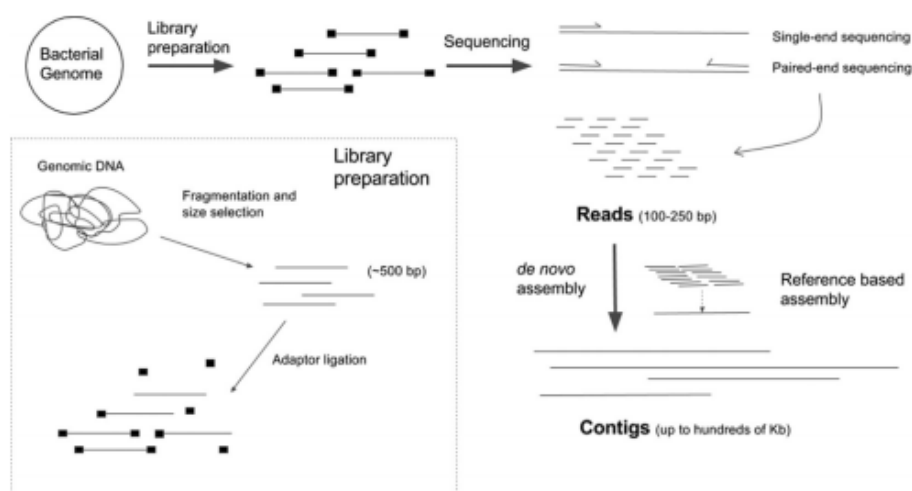 Bacterial
Genome
Library
preparation
Sequencing
Single-end sequencing
Paired-end sequencing
Library
preparation
Genomic DNA
Fragmentation and
size selection
(~500 bp)
Adaptor ligation
Reads (100-250 bp)
de novo
assembly
Reference based
assembly
Contigs (up to hundreds of Kb)